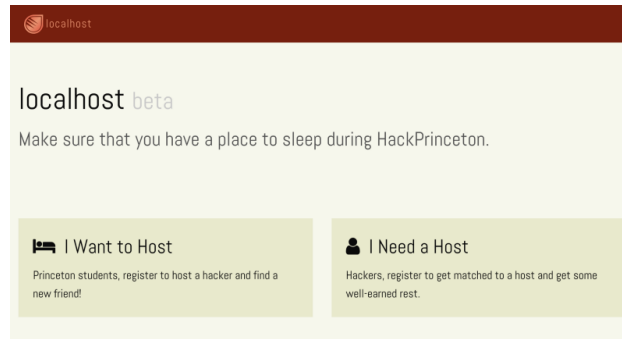 localhost
localhost beta
Make sure that you have a place to sleep during HackPrinceton.
I Want to Host
Princeton students, register to host a hacker and find a
new friend!
I Need a Host
Hackers, register to get matched to a host and get some
well-earned rest.